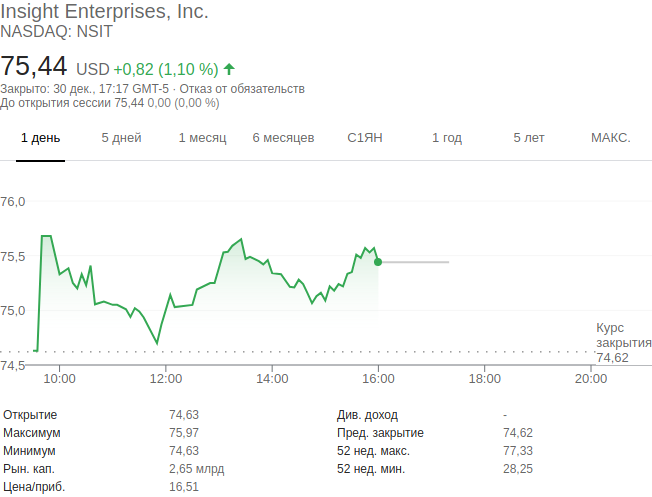 Insight Enterprises, Inc.
NASDAQ: NSIT
75,44 USD +0,82 (1,10 %)
Закрыто: 30 дек., 17:17 GMT-5 · Отказ от обязательств
До открытия сессии 75,44 0,00 (0,00 %)
1 день 5 дней 1 месяц 6 месяцев С1ЯН 1 год 5 лет МАКС.
76,0
75,5
75,0
Курс
закрытия
74,62
74,5
10:00 12:00 14:00 16:00 18:00 20:00
Открытие 74,63 Див. доход -
Максимум 75,97 Пред. закрытие 74,62
Минимум 74,63 52 нед. макс. 77,33
Рын. кап. 2,65 млрд 52 нед. мин. 28,25
Цена/приб. 16,51